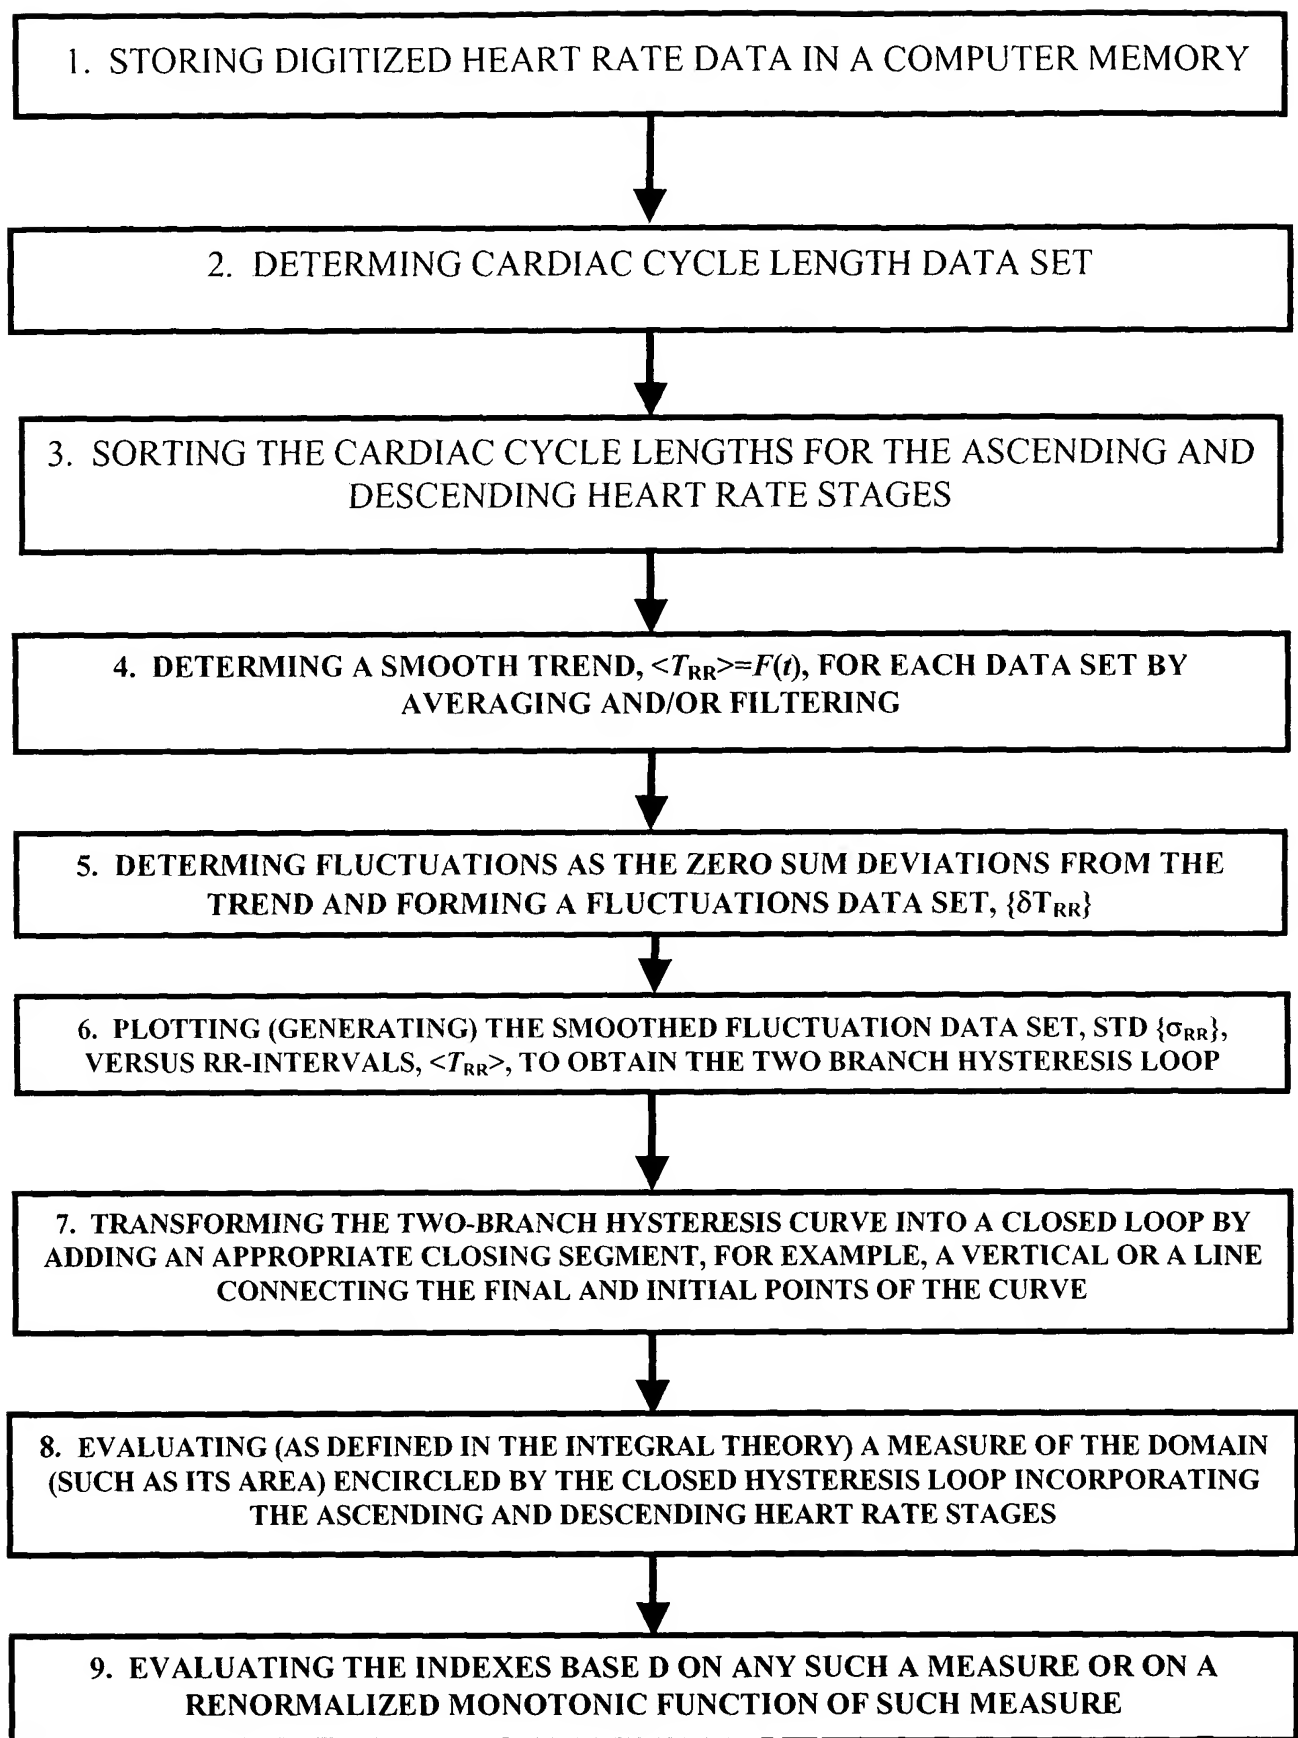 1. STORING DIGITIZED HEART RATE DATA IN A COMPUTER MEMORY
2. DETERMING CARDIAC CYCLE LENGTH DATA SET
3. SORTING THE CARDIAC CYCLE LENGTHS FOR THE ASCENDING AND
DESCENDING HEART RATE STAGES
4. DETERMING A SMOOTH TREND, <T_RR>=F(t), FOR EACH DATA SET BY
AVERAGING AND/OR FILTERING
5. DETERMING FLUCTUATIONS AS THE ZERO SUM DEVIATIONS FROM THE
TREND AND FORMING A FLUCTUATIONS DATA SET, {δT_RR}
6. PLOTTING (GENERATING) THE SMOOTHED FLUCTUATION DATA SET, STD {σ_RR},
VERSUS RR-INTERVALS, <T_RR>, TO OBTAIN THE TWO BRANCH HYSTERESIS LOOP
7. TRANSFORMING THE TWO-BRANCH HYSTERESIS CURVE INTO A CLOSED LOOP BY
ADDING AN APPROPRIATE CLOSING SEGMENT, FOR EXAMPLE, A VERTICAL OR A LINE
CONNECTING THE FINAL AND INITIAL POINTS OF THE CURVE
8. EVALUATING (AS DEFINED IN THE INTEGRAL THEORY) A MEASURE OF THE DOMAIN
(SUCH AS ITS AREA) ENCIRCLED BY THE CLOSED HYSTERESIS LOOP INCORPORATING
THE ASCENDING AND DESCENDING HEART RATE STAGES
9. EVALUATING THE INDEXES BASE D ON ANY SUCH A MEASURE OR ON A
RENORMALIZED MONOTONIC FUNCTION OF SUCH MEASURE